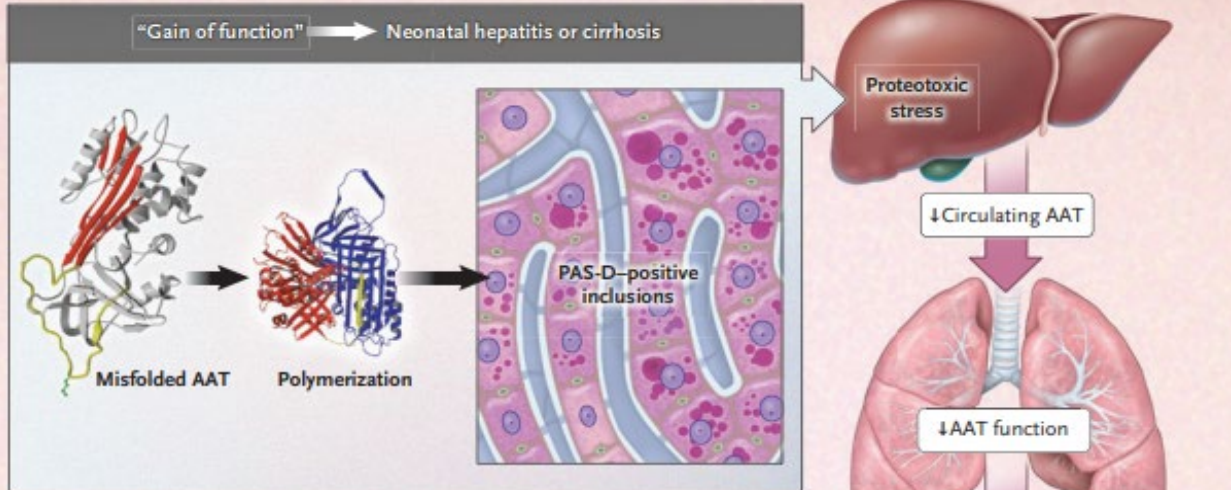 "Gain of function" Neonatal hepatitis or cirrhosis
Proteotoxic
stress
↓Circulating AAT
PAS-D–positive
inclusions
Misfolded AAT Polymerization
↓AAT function